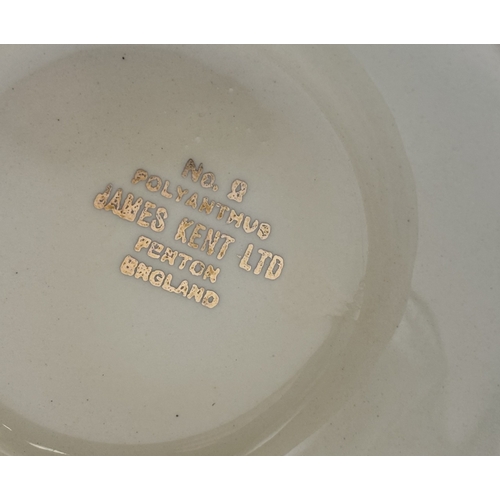 No. 8
POLYANTHUS
JAMES KENT LTD
FENTON
ENGLAND